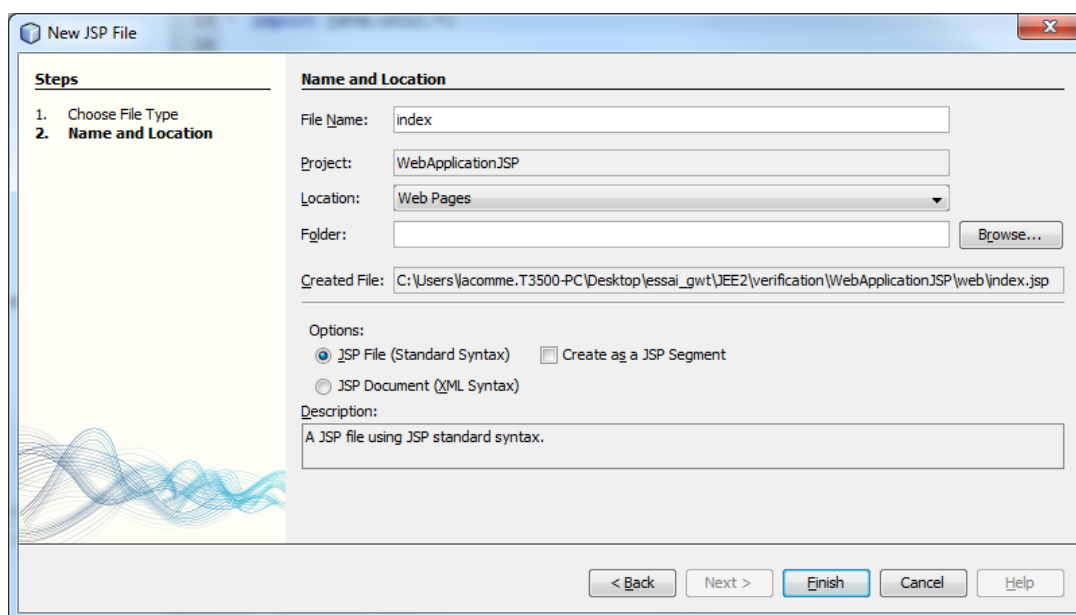 New JSP File
Steps
1. Choose File Type
2. Name and Location
Name and Location
File Name: index
Project: WebApplicationJSP
Location: Web Pages
Folder: Browse...
Created File: C:\Users\lacomme.T3500-PC\Desktop\essai_gwt\JEE2\verification\WebApplicationJSP\web\index.jsp
Options:
JSP File (Standard Syntax) Create as a JSP Segment
JSP Document (XML Syntax)
Description:
A JSP file using JSP standard syntax.
< Back Next > Finish Cancel Help